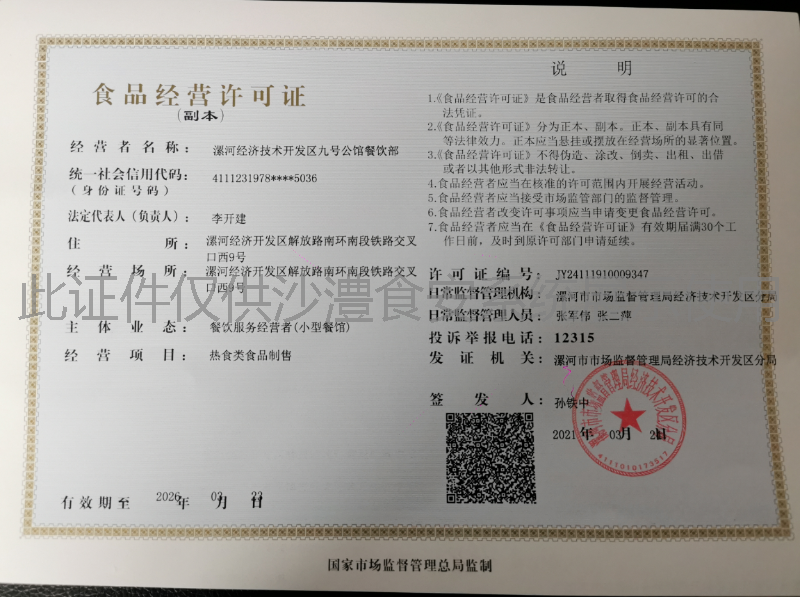 食品经营许可证
(副本)
经营者名称： 漯河经济技术开发区九号公馆餐饮部
统一社会信用代码： 4111231978****5036
(身份证号码)
法定代表人(负责人)： 李开建
住所： 漯河经济开发区解放路南环南段铁路交叉
口西9号
经营场所： 漯河经济开发区解放路南环南段铁路交叉
口西9号
主体业态： 餐饮服务经营者(小型餐馆)
经营项目： 热食类食品制售
有效期至 2026年 03月 23日
说明
1.《食品经营许可证》是食品经营者取得食品经营许可的合
法凭证。
2.《食品经营许可证》分为正本、副本。正本、副本具有同
等法律效力。正本应当悬挂或摆放在经营场所的显著位置。
3.《食品经营许可证》不得伪造、涂改、倒卖、出租、出借
或者以其他形式非法转让。
4.食品经营者应当在核准的许可范围内开展经营活动。
5.食品经营者应当接受市场监管部门的监督管理。
6.食品经营者改变许可事项应当申请变更食品经营许可。
7.食品经营者应当在《食品经营许可证》有效期届满30个工
作日前，及时到原许可部门申请延续。
许可证编号： JY24111910009347
日常监督管理机构： 漯河市市场监督管理局经济技术开发区分局
日常监督管理人员： 张军伟 张二萍
投诉举报电话：12315
发证机关： 漯河市市场监督管理局经济技术开发区分局
签发人： 孙铁中
2021年 03月 2日
4111010173517
国家市场监督管理总局监制
此证件仅供沙澧食